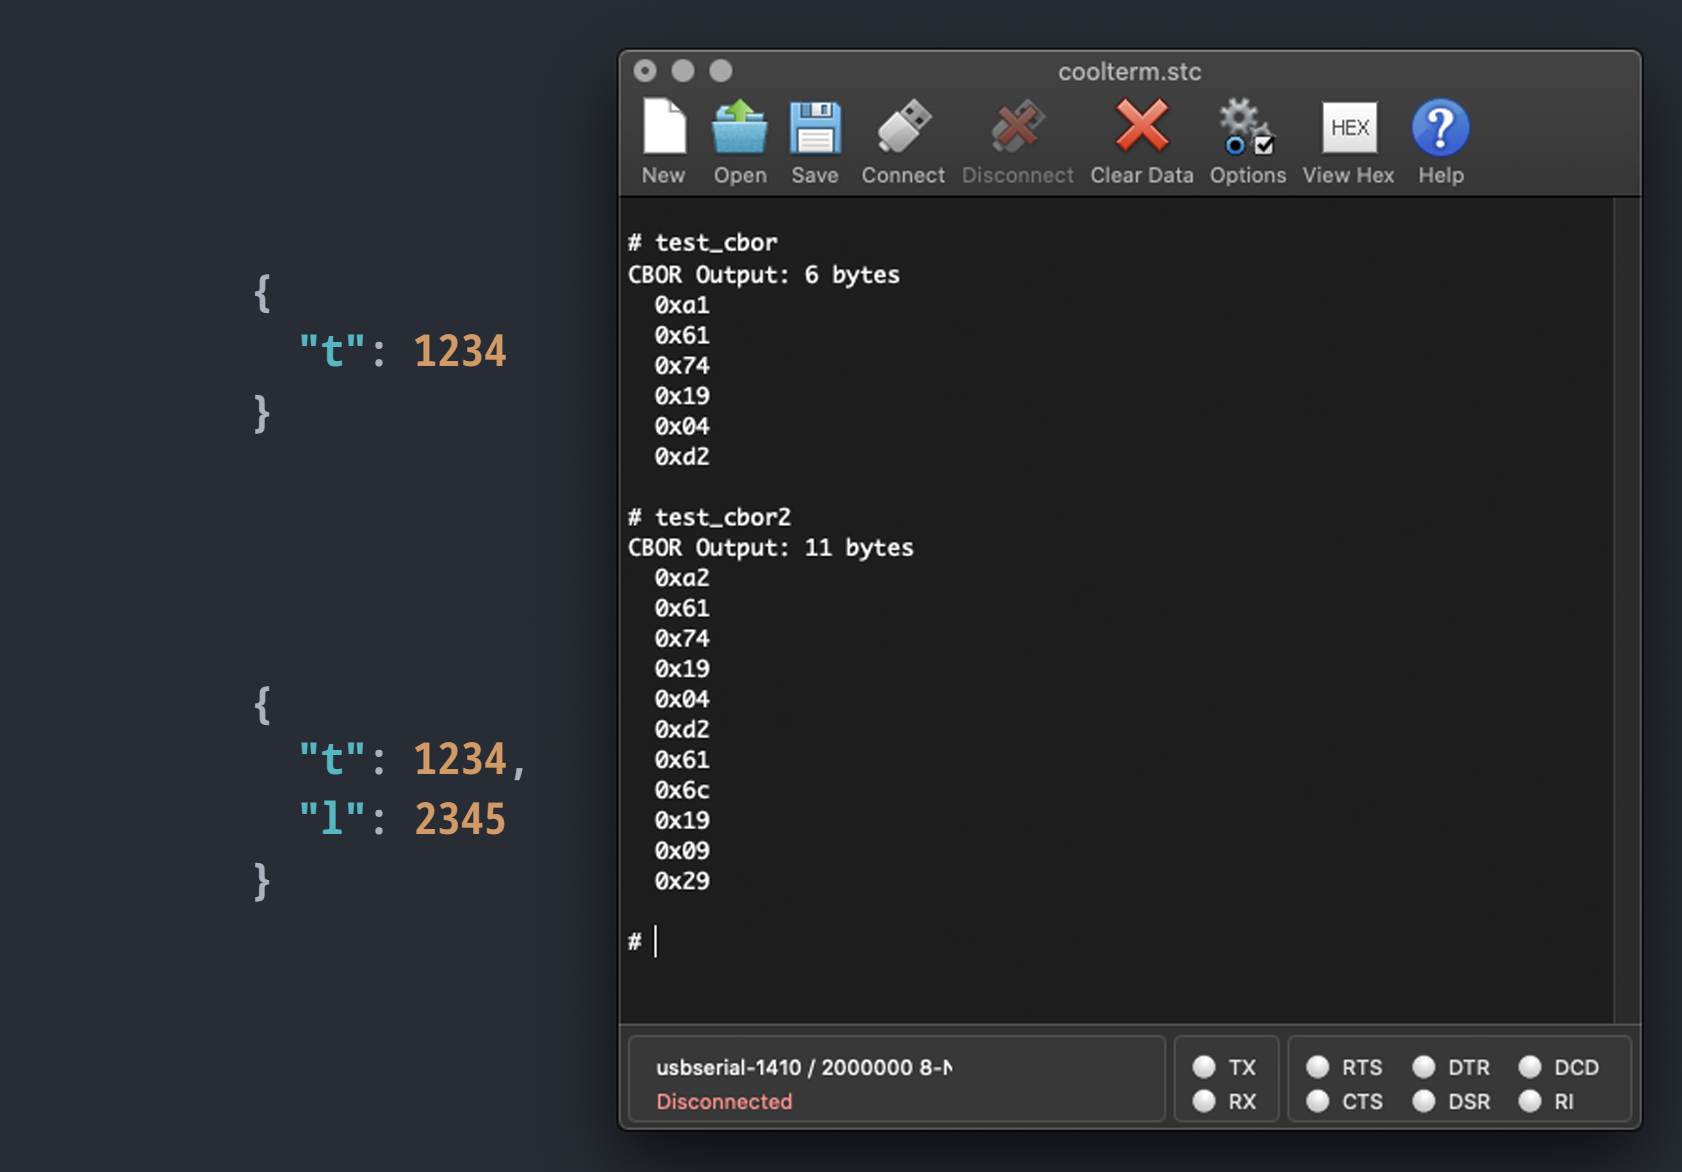 {
"t": 1234
}
{
"t": 1234,
"l": 2345
}
coolterm.stc
New Open Save Connect Disconnect Clear Data Options HEX View Hex Help
# test_cbor
CBOR Output: 6 bytes
0xa1
0x61
0x74
0x19
0x04
0xd2
# test_cbor2
CBOR Output: 11 bytes
0xa2
0x61
0x74
0x19
0x04
0xd2
0x61
0x6c
0x19
0x09
0x29
#
usbserial-1410 / 2000000 8-N
Disconnected
TX RTS DTR DCD
RX CTS DSR RI